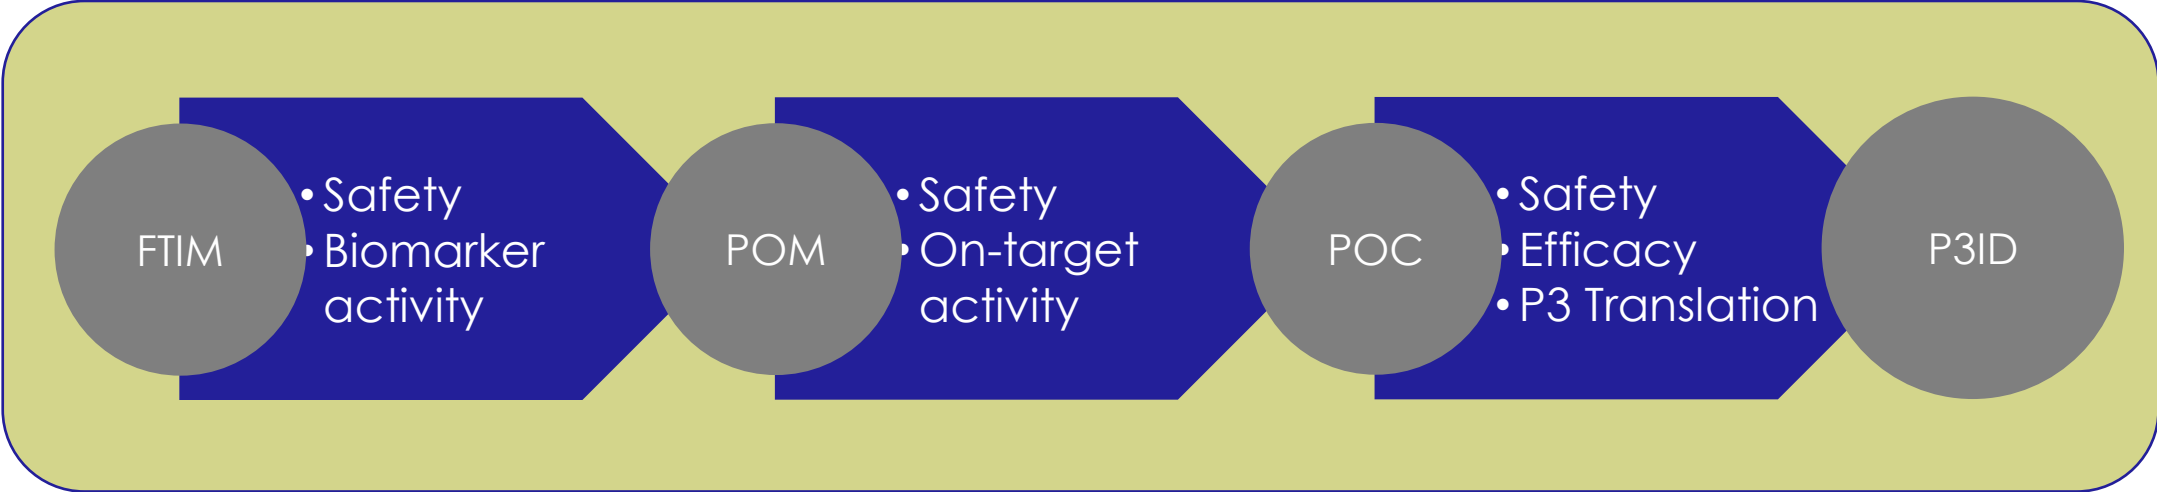 FTIM
• Safety
• Biomarker
activity
POM
• Safety
• On-target
activity
POC
• Safety
• Efficacy
• P3 Translation
P3ID